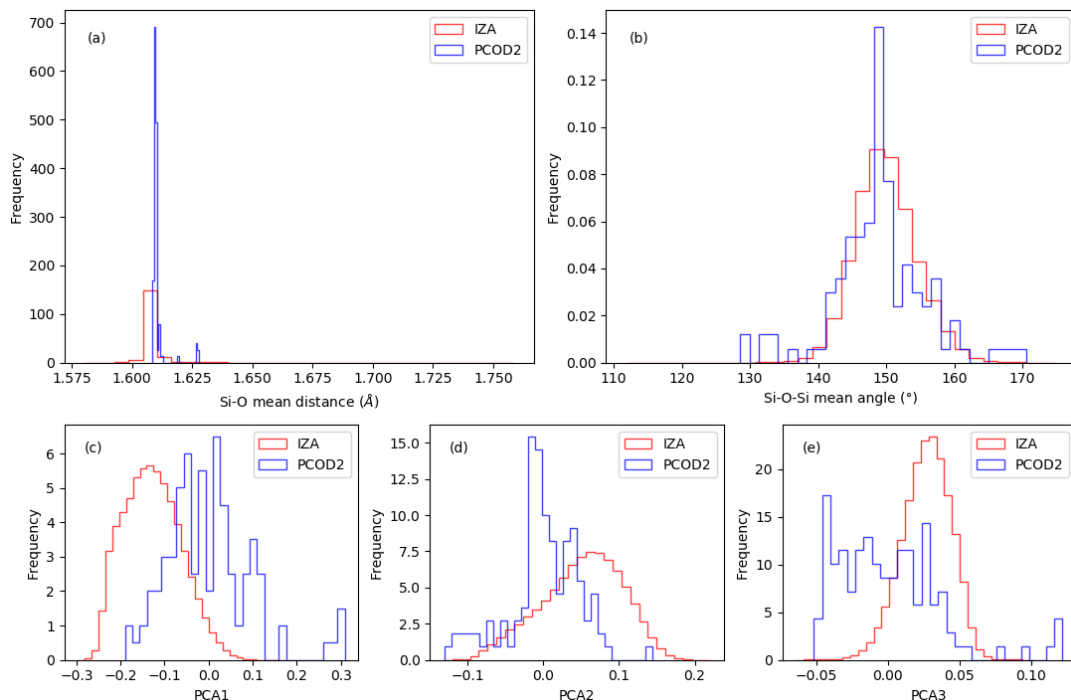 (a)
IZA
PCOD2
Frequency
700
600
500
400
300
200
100
0
1.575 1.600 1.625 1.650 1.675 1.700 1.725 1.750
Si-O mean distance (Å)
(b)
IZA
PCOD2
Frequency
0.14
0.12
0.10
0.08
0.06
0.04
0.02
0.00
110 120 130 140 150 160 170
Si-O-Si mean angle (°)
(c)
IZA
PCOD2
Frequency
6
5
4
3
2
1
0
−0.3 −0.2 −0.1 0.0 0.1 0.2 0.3
PCA1
(d)
IZA
PCOD2
Frequency
15.0
12.5
10.0
7.5
5.0
2.5
0.0
−0.1 0.0 0.1 0.2
PCA2
(e)
IZA
PCOD2
Frequency
20
15
10
5
0
−0.05 0.00 0.05 0.10
PCA3